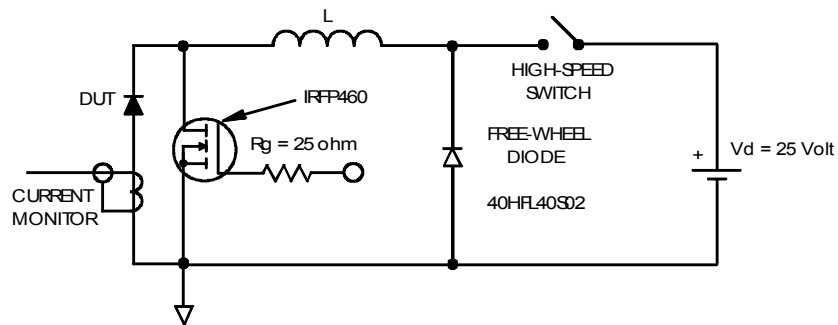 L
HIGH-SPEED
SWITCH
DUT
IRFP460
Rg = 25 ohm
FREE-WHEEL
DIODE
+
Vd = 25 Volt
CURRENT
MONITOR
40HFL40S02